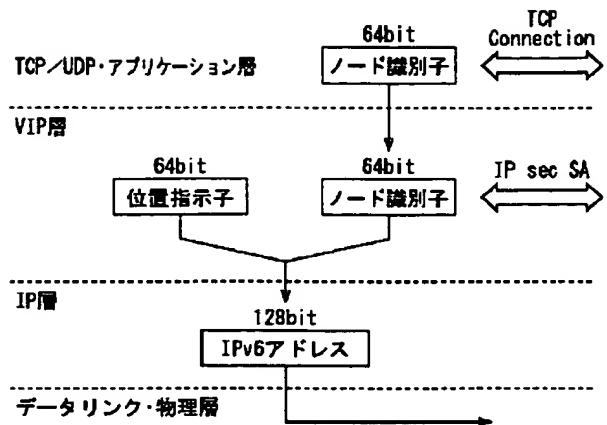 64bit
TCP
Connection
TCP/UDP・アプリケーション層
ノード識別子
VIP層
64bit
64bit
IP sec SA
位置指示子
ノード識別子
IP層
128bit
IPv6アドレス
データリンク・物理層